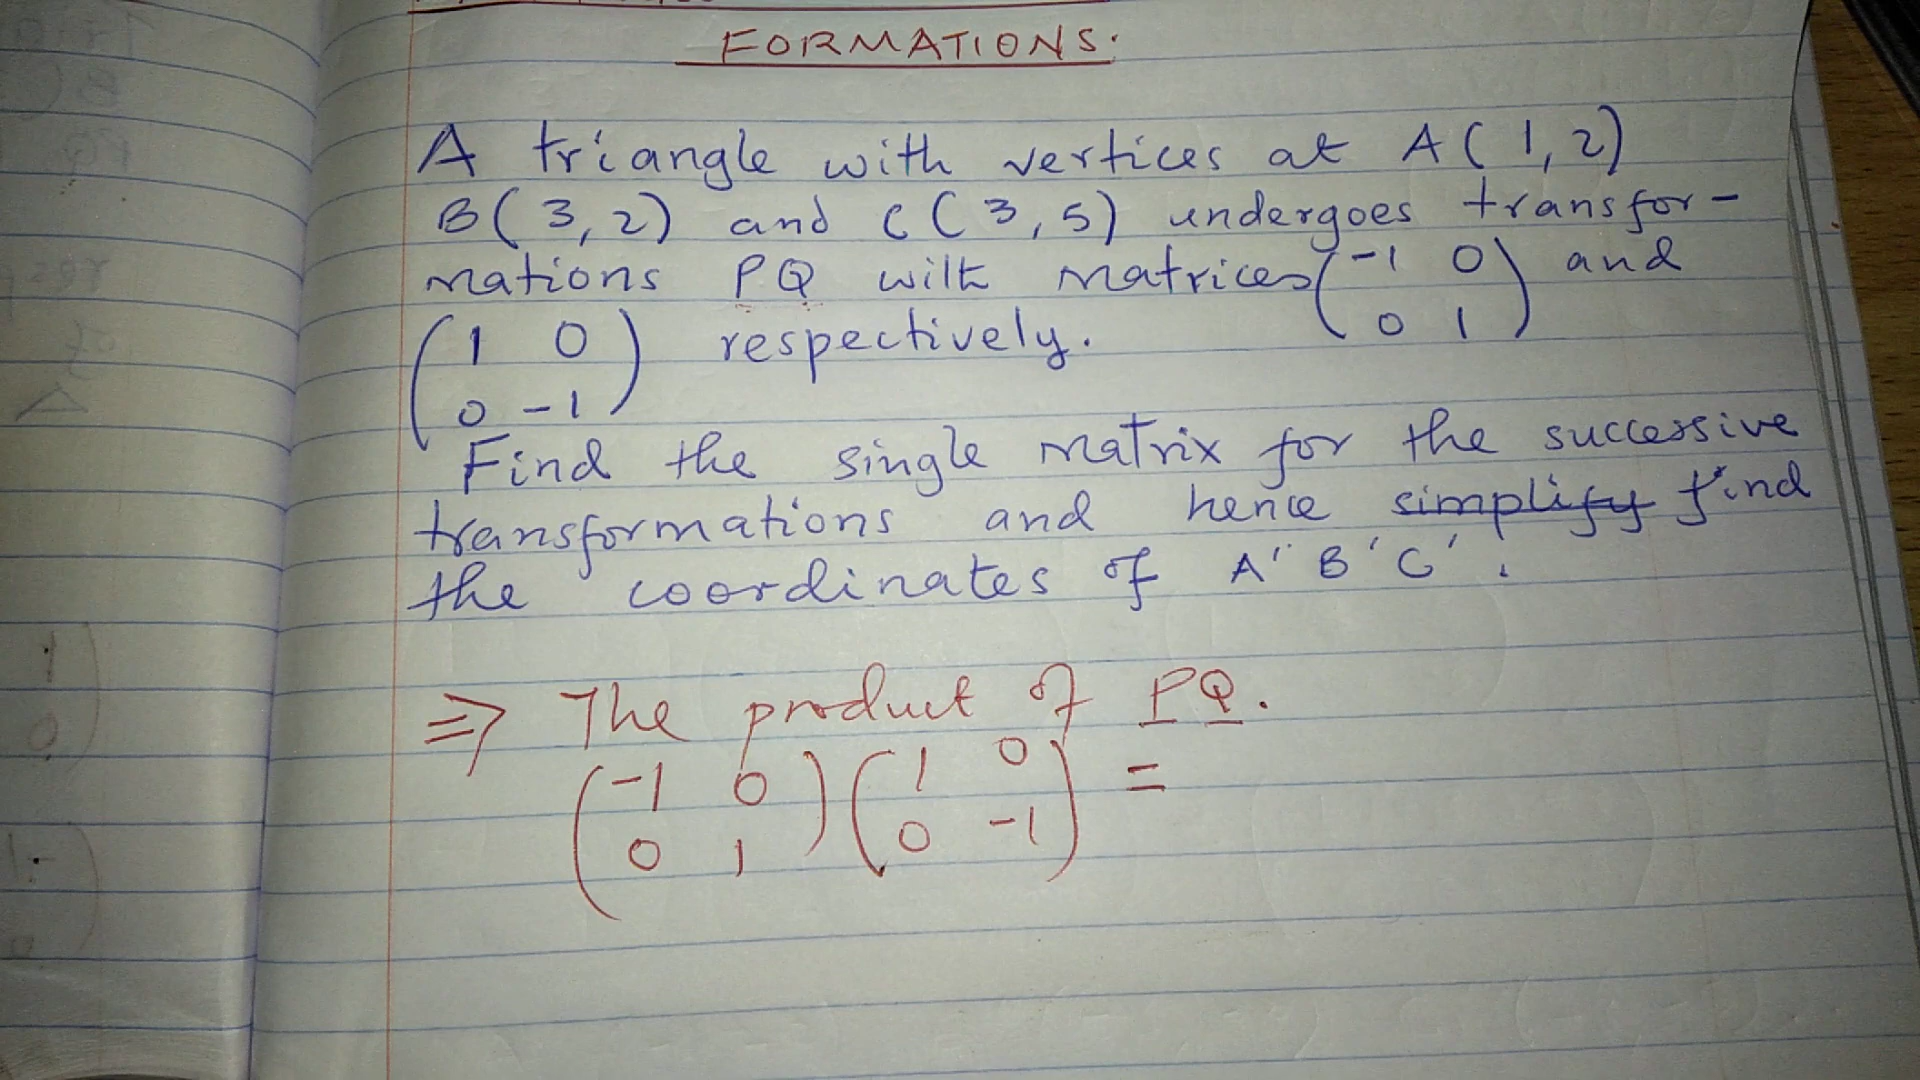 FORMATIONS.
A triangle with vertices at A(1,2)
B(3,2) and C(3,5) undergoes transfor-
mations PQ with matrices(-1 0) and
0 1
(1 0) respectively.
0 -1
Find the single matrix for the successive
transformations and hence simplify find
the coordinates of A' B' C'.
⇒ The product of PQ.
(-1 0)(1 0) =
0 1 0 -1